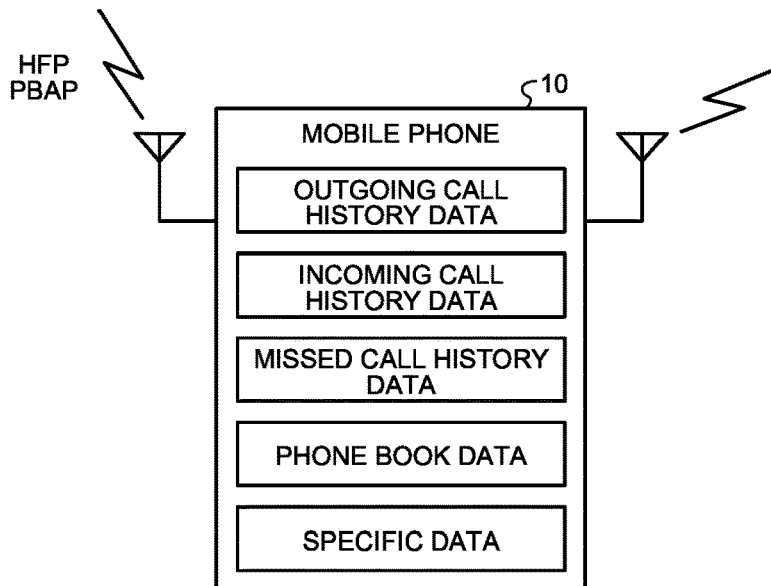 HFP
PBAP
10
MOBILE PHONE
OUTGOING CALL
HISTORY DATA
INCOMING CALL
HISTORY DATA
MISSED CALL HISTORY
DATA
PHONE BOOK DATA
SPECIFIC DATA